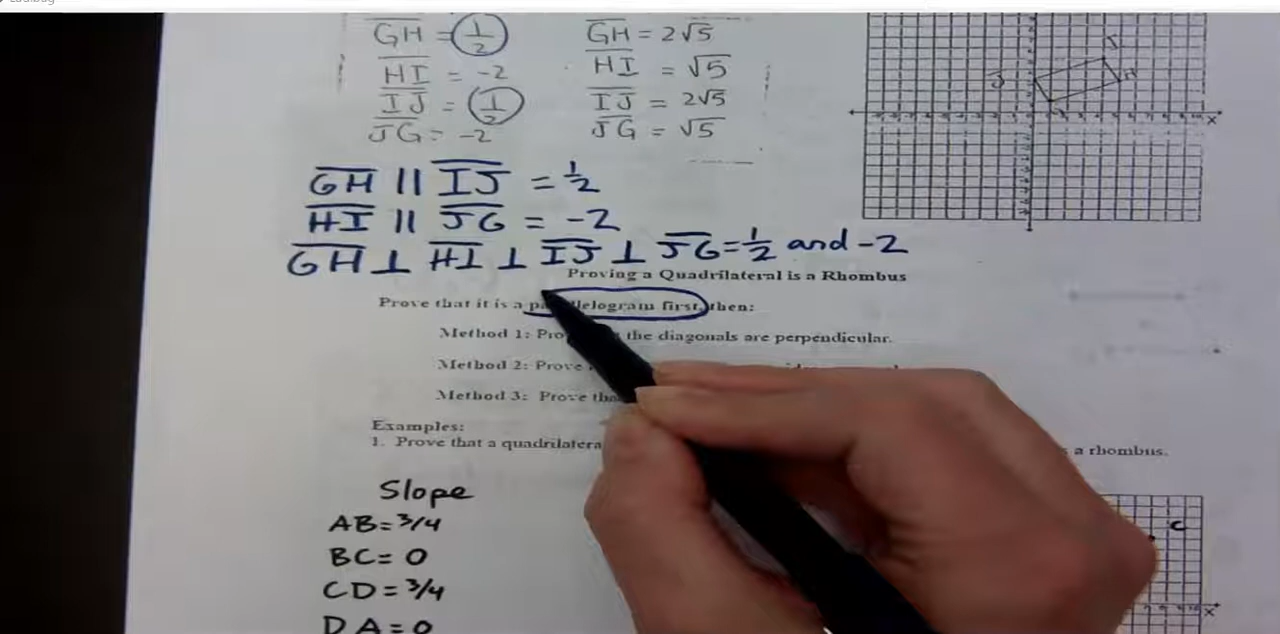 GH = 1/2 GH = 2√5
HI = -2 HI = √5
IJ = 1/2 IJ = 2√5
JG = -2 JG = √5
J H
x
GH || IJ = 1/2
HI || JG = -2
GH ⊥ HI ⊥ IJ ⊥ JG = 1/2 and -2
Proving a Quadrilateral is a Rhombus
Prove that it is a parallelogram first, then:
Method 1: the diagonals are perpendicular.
Method 2: Prove
Method 3: Prove
Examples:
1. Prove that a a rhombus.
Slope
AB = 3/4
BC = 0
CD = 3/4
DA = 0
C
x